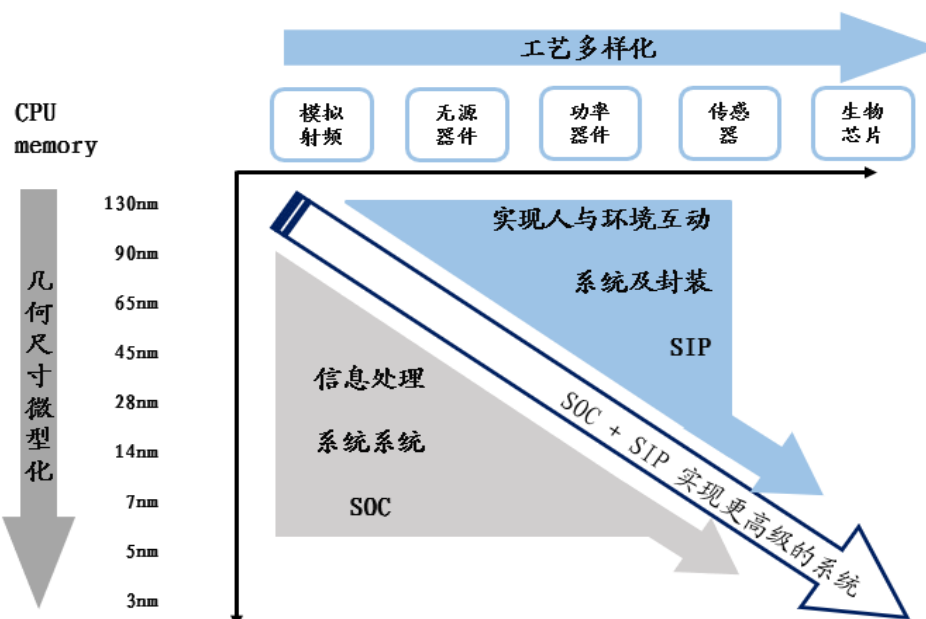 工艺多样化
CPU
memory
模拟
射频
无源
器件
功率
器件
传感
器
生物
芯片
几何尺寸微型化
130nm
90nm
65nm
45nm
28nm
14nm
7nm
5nm
3nm
实现人与环境互动
系统及封装
SIP
信息处理
系统系统
SOC
SOC + SIP 实现更高级的系统